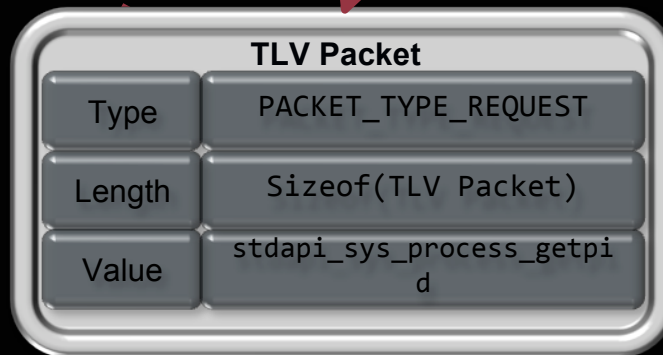 TLV Packet
Type PACKET_TYPE_REQUEST
Length Sizeof(TLV Packet)
Value stdapi_sys_process_getpi
d